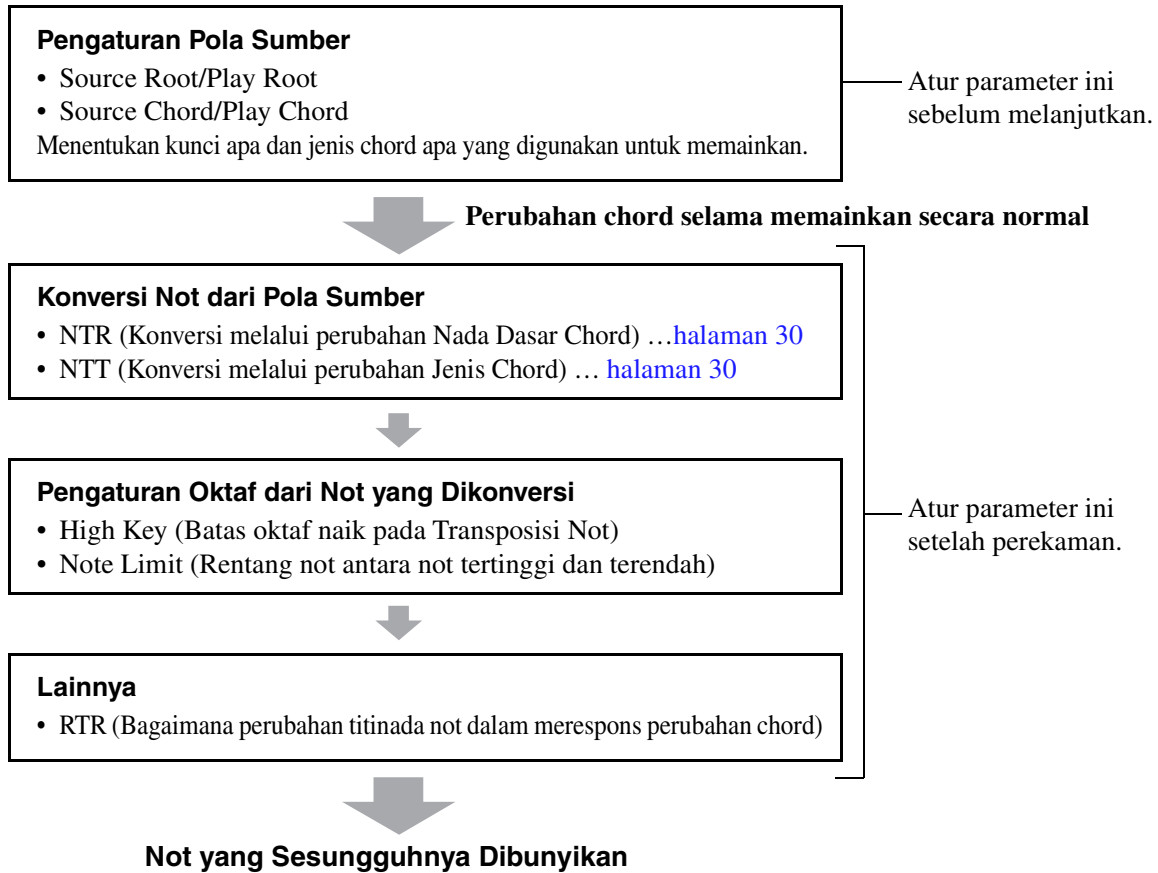 Pengaturan Pola Sumber
• Source Root/Play Root
• Source Chord/Play Chord
Menentukan kunci apa dan jenis chord apa yang digunakan untuk memainkan.
Atur parameter ini
sebelum melanjutkan.
Perubahan chord selama memainkan secara normal
Konversi Not dari Pola Sumber
• NTR (Konversi melalui perubahan Nada Dasar Chord) …halaman 30
• NTT (Konversi melalui perubahan Jenis Chord) … halaman 30
Pengaturan Oktaf dari Not yang Dikonversi
• High Key (Batas oktaf naik pada Transposisi Not)
• Note Limit (Rentang not antara not tertinggi dan terendah)
Atur parameter ini
setelah perekaman.
Lainnya
• RTR (Bagaimana perubahan titinada not dalam merespons perubahan chord)
Not yang Sesungguhnya Dibunyikan